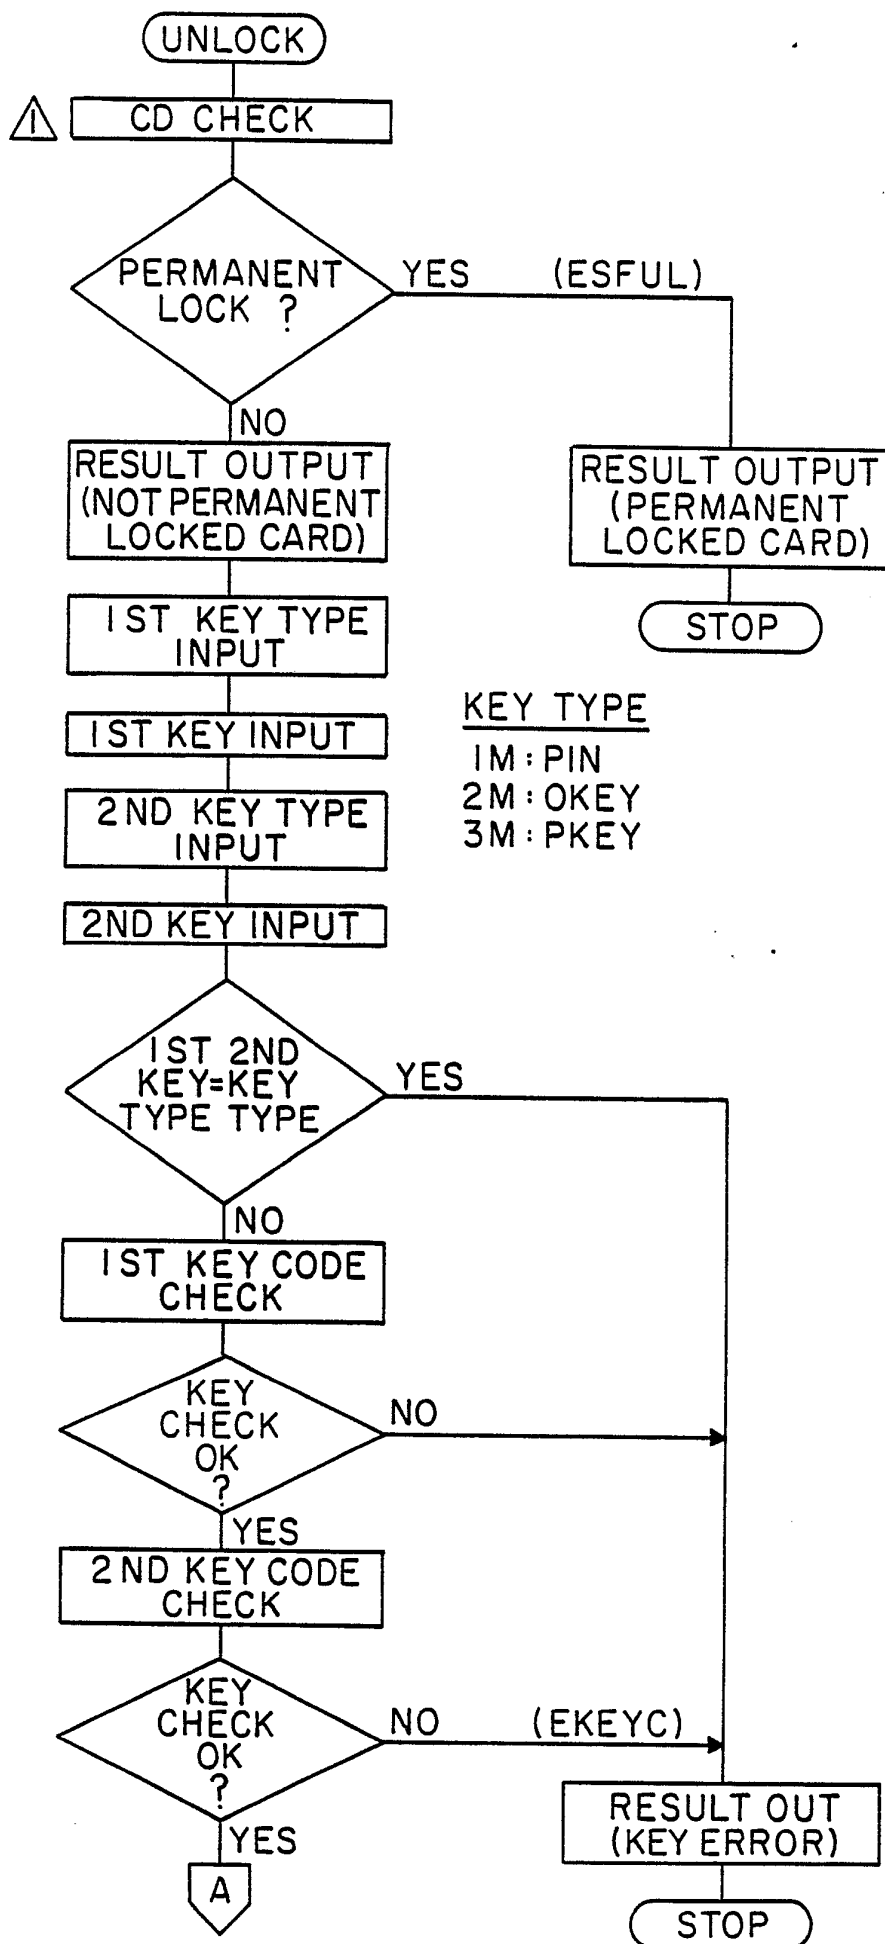 UNLOCK
1
CD CHECK
PERMANENT
LOCK ?
YES (ESFUL)
NO
RESULT OUTPUT
(NOT PERMANENT
LOCKED CARD)
RESULT OUTPUT
(PERMANENT
LOCKED CARD)
STOP
1ST KEY TYPE
INPUT
1ST KEY INPUT
2ND KEY TYPE
INPUT
2ND KEY INPUT
KEY TYPE
1M : PIN
2M : OKEY
3M : PKEY
1ST 2ND
KEY=KEY
TYPE TYPE
YES
NO
1ST KEY CODE
CHECK
KEY
CHECK
OK
?
NO
YES
2ND KEY CODE
CHECK
KEY
CHECK
OK
?
NO (EKEYC)
YES
A
RESULT OUT
(KEY ERROR)
STOP